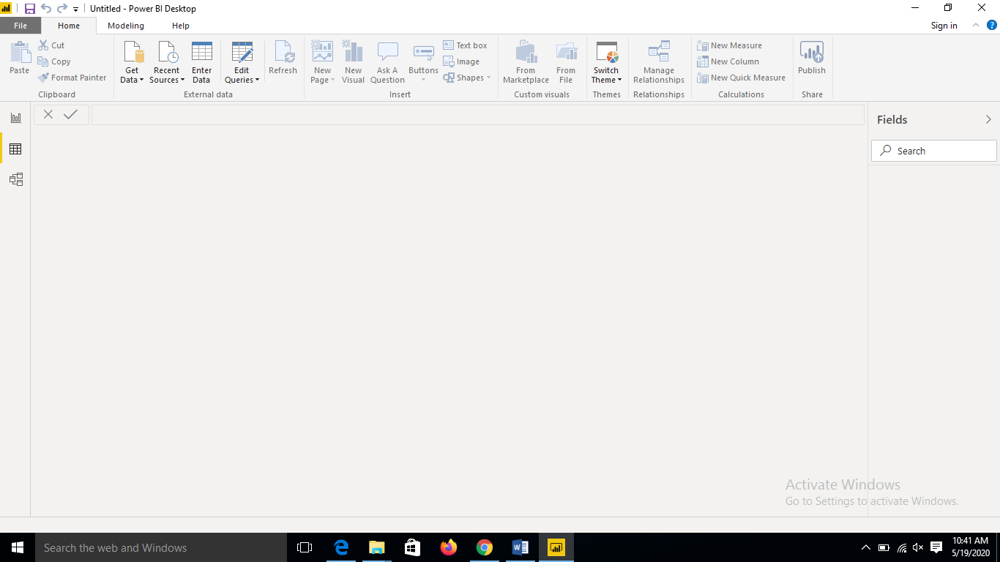 Untitled - Power BI Desktop
File Home Modeling Help Sign in
Paste
Cut
Copy
Format Painter
Clipboard
Get Data
Recent Sources
Enter Data
Edit Queries
Refresh
External data
New Page
New Visual
Ask A Question
Buttons
Text box
Image
Shapes
Insert
From Marketplace
From File
Custom visuals
Switch Theme
Themes
Manage Relationships
Relationships
New Measure
New Column
New Quick Measure
Calculations
Publish
Share
Fields
Search
Activate Windows
Go to Settings to activate Windows.
Search the web and Windows
10:41 AM
5/19/2020